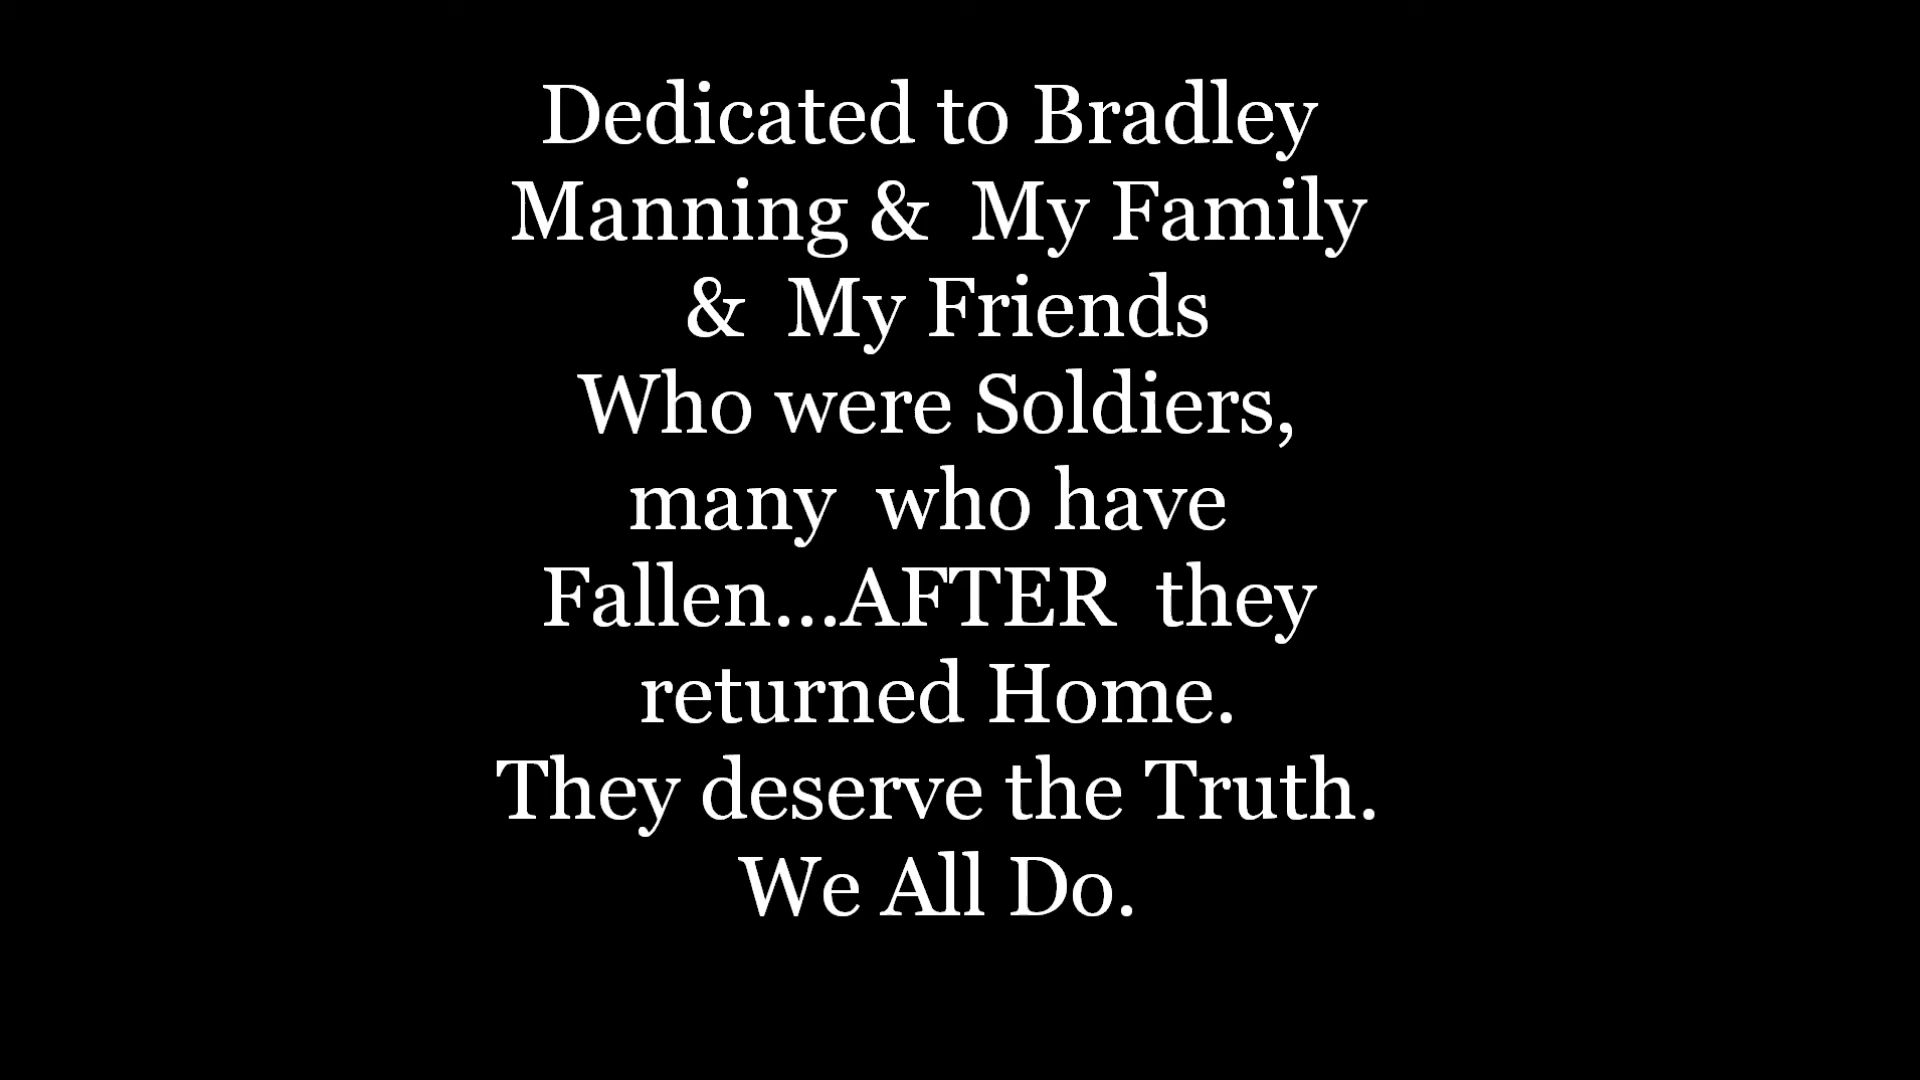 Dedicated to Bradley
Manning &  My Family
&  My Friends
Who were Soldiers,
many  who have
Fallen...AFTER  they
returned Home.
They deserve the Truth.
We All Do.